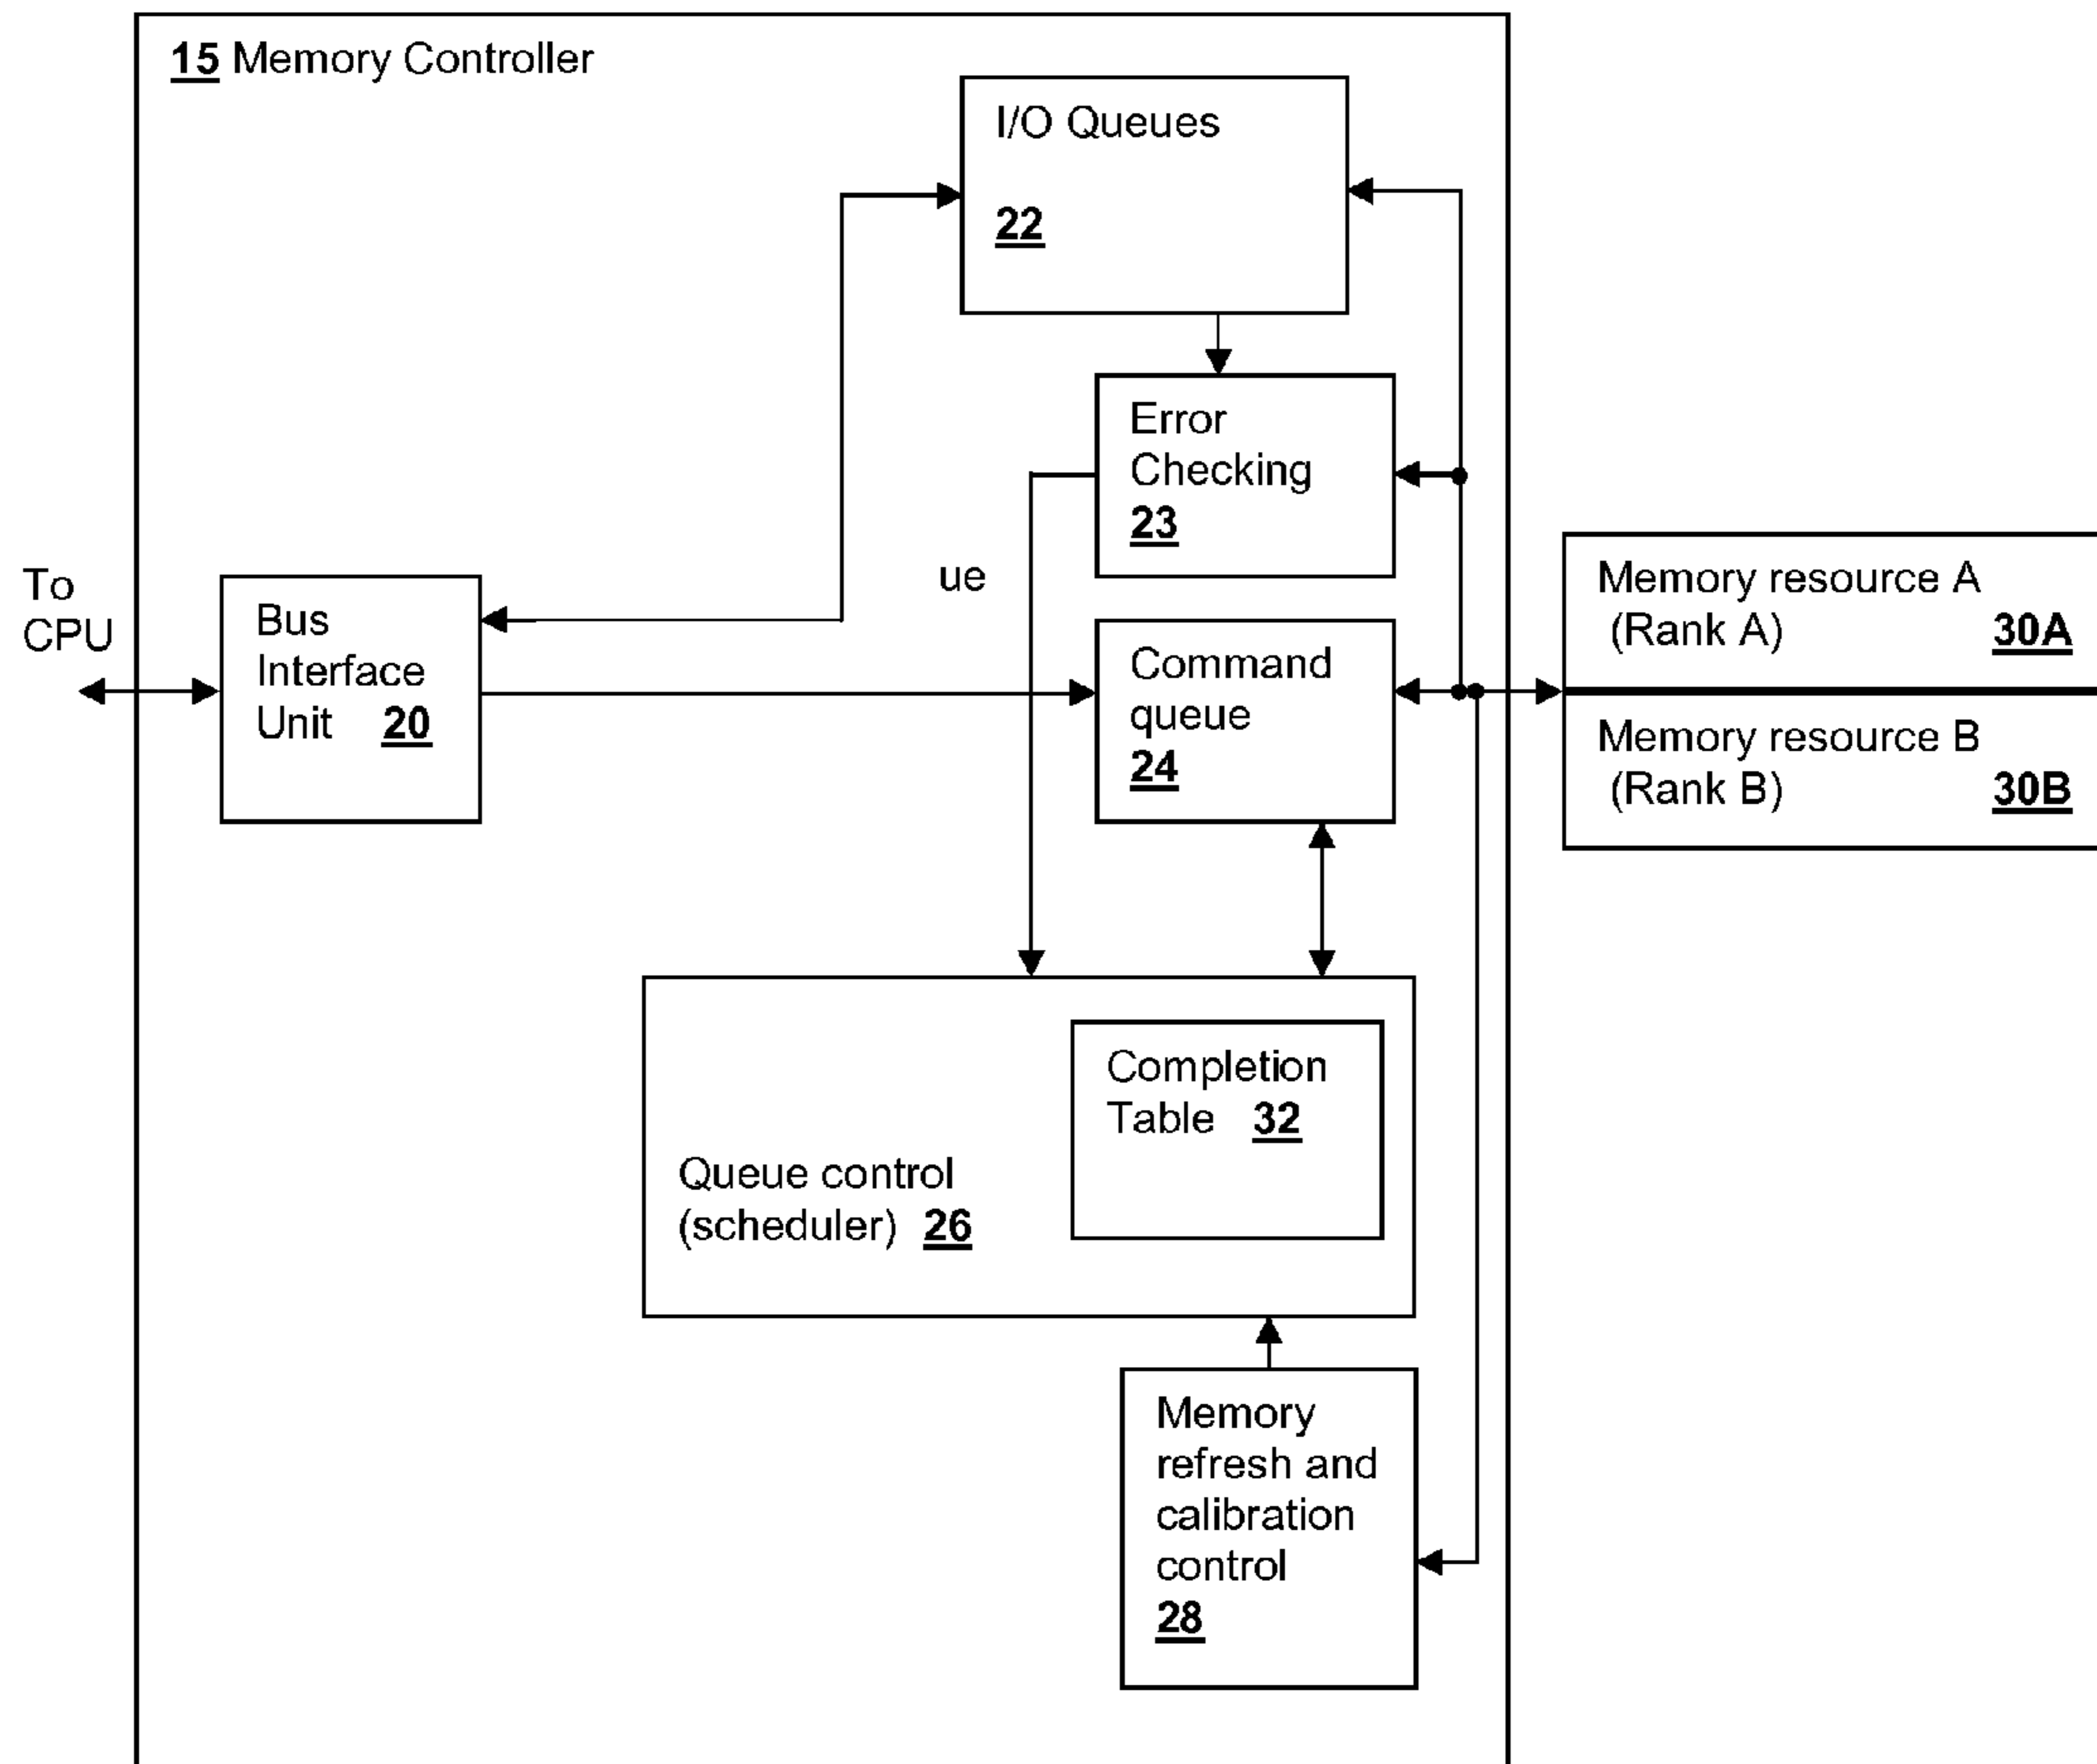 15 Memory Controller
I/O Queues
22
Error
Checking
23
ue
To
CPU
Bus
Interface
Unit 20
Command
queue
24
Memory resource A
(Rank A) 30A
Memory resource B
(Rank B) 30B
Completion
Table 32
Queue control
(scheduler) 26
Memory
refresh and
calibration
control
28